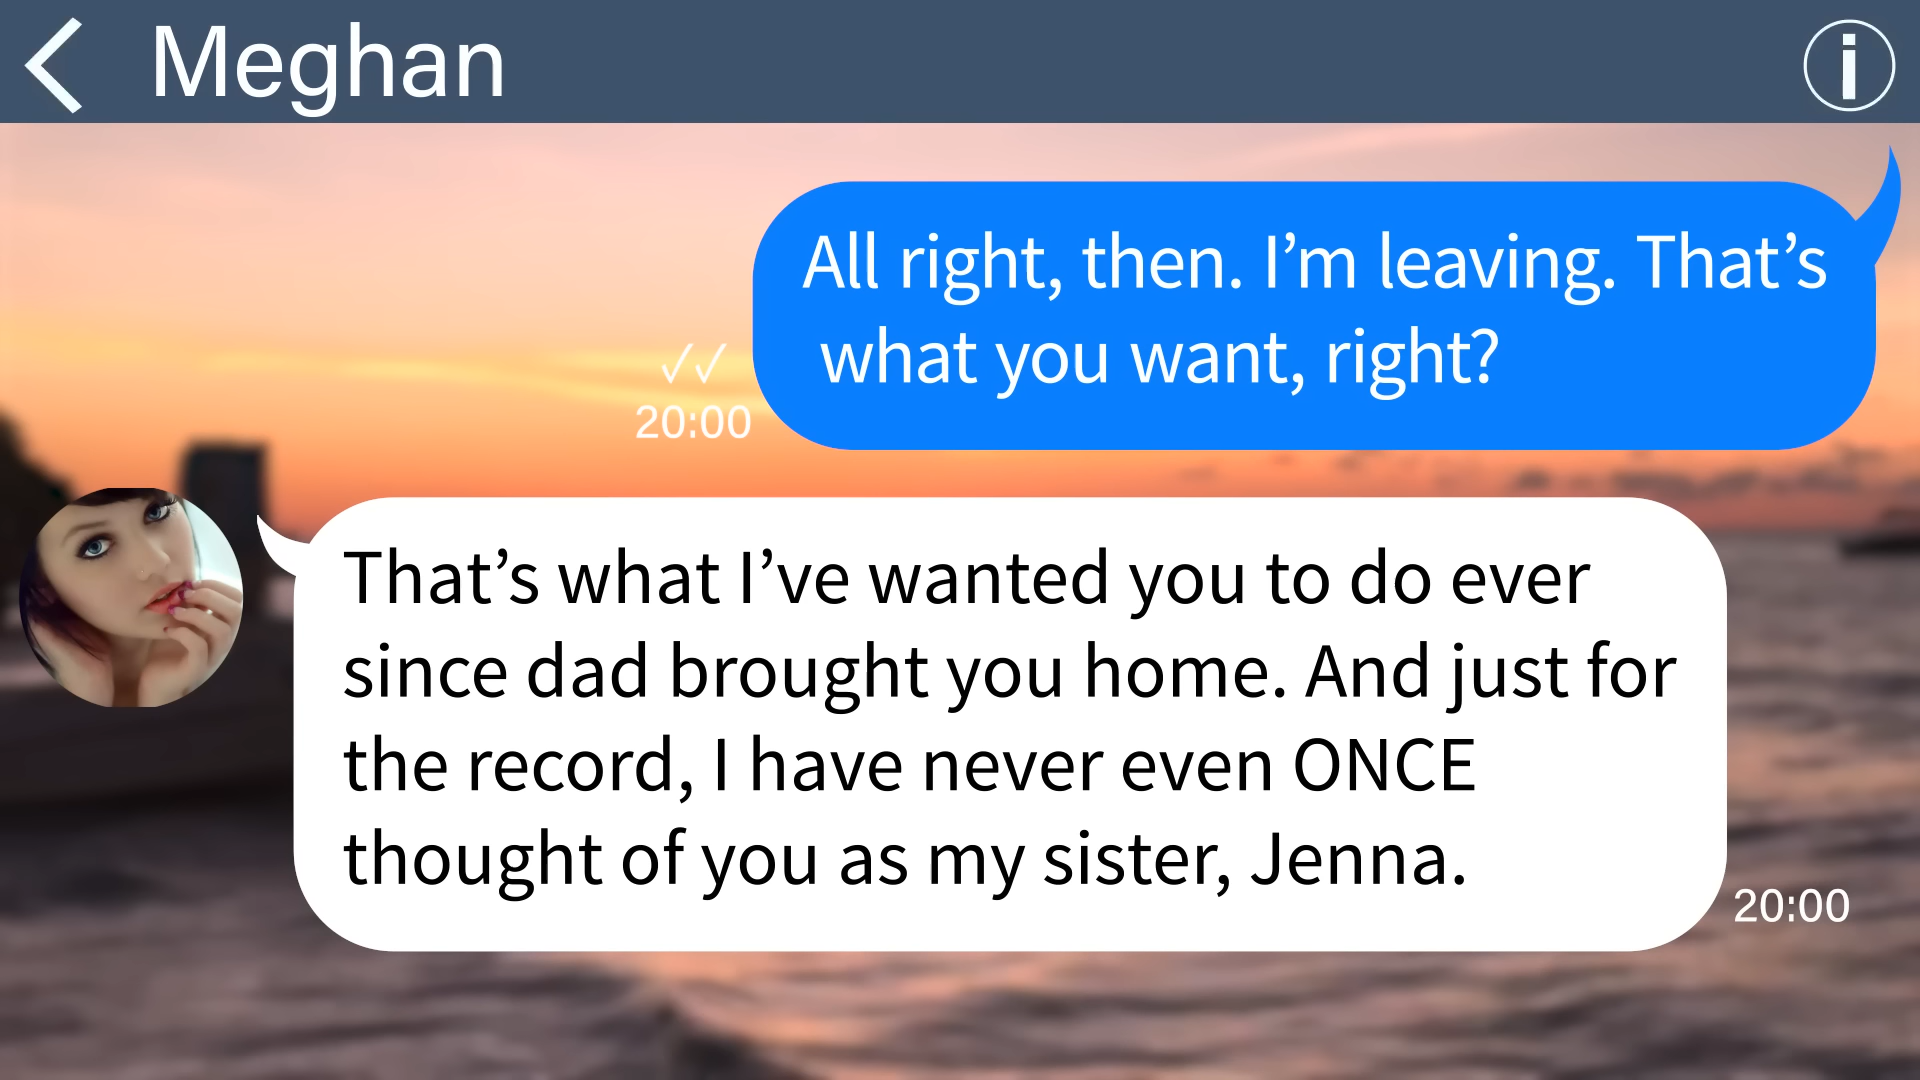 Meghan
All right, then. I’m leaving. That’s
what you want, right?
20:00
That’s what I’ve wanted you to do ever
since dad brought you home. And just for
the record, I have never even ONCE
thought of you as my sister, Jenna.
20:00